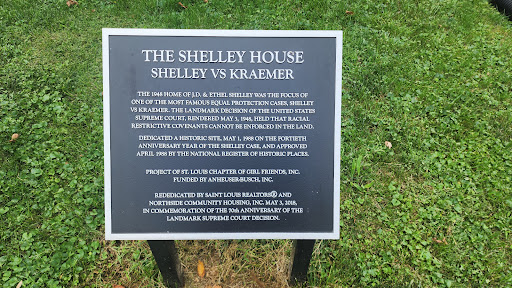 THE SHELLEY HOUSE
SHELLEY VS KRAEMER
THE 1948 HOME OF J.D. & ETHEL SHELLEY WAS THE FOCUS OF
ONE OF THE MOST FAMOUS EQUAL PROTECTION CASES, SHELLEY
VS KRAEMER. THE LANDMARK DECISION OF THE UNITED STATES
SUPREME COURT, RENDERED MAY 3, 1948, HELD THAT RACIAL
RESTRICTIVE COVENANTS CANNOT BE ENFORCED IN THE LAND.
DEDICATED A HISTORIC SITE, MAY 1, 1988 ON THE FORTIETH
ANNIVERSARY YEAR OF THE SHELLEY CASE, AND APPROVED
APRIL 1988 BY THE NATIONAL REGISTER OF HISTORIC PLACES.
PROJECT OF ST. LOUIS CHAPTER OF GIRL FRIENDS, INC.
FUNDED BY ANHEUSER-BUSCH, INC.
REDEDICATED BY SAINT LOUIS REALTORS® AND
NORTHSIDE COMMUNITY HOUSING, INC. MAY 3, 2018,
IN COMMEMORATION OF THE 70th ANNIVERSARY OF THE
LANDMARK SUPREME COURT DECISION.